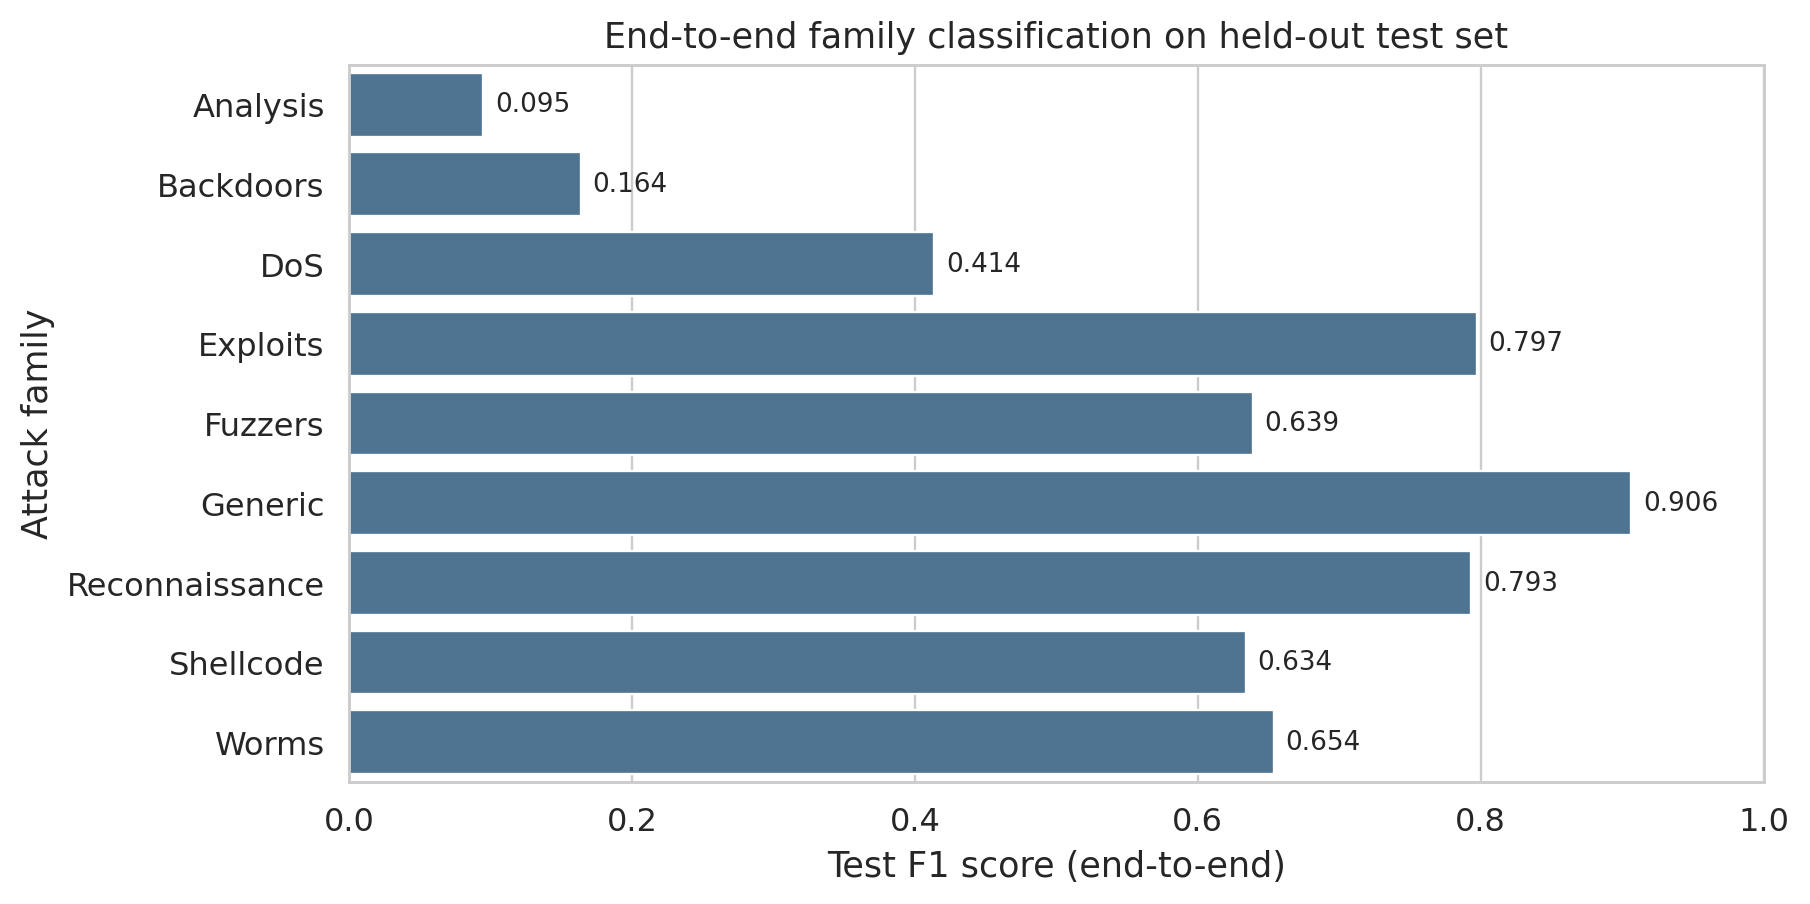 End-to-end family classification on held-out test set
Attack family
Analysis 0.095
Backdoors 0.164
DoS 0.414
Exploits 0.797
Fuzzers 0.639
Generic 0.906
Reconnaissance 0.793
Shellcode 0.634
Worms 0.654
0.0 0.2 0.4 0.6 0.8 1.0
Test F1 score (end-to-end)